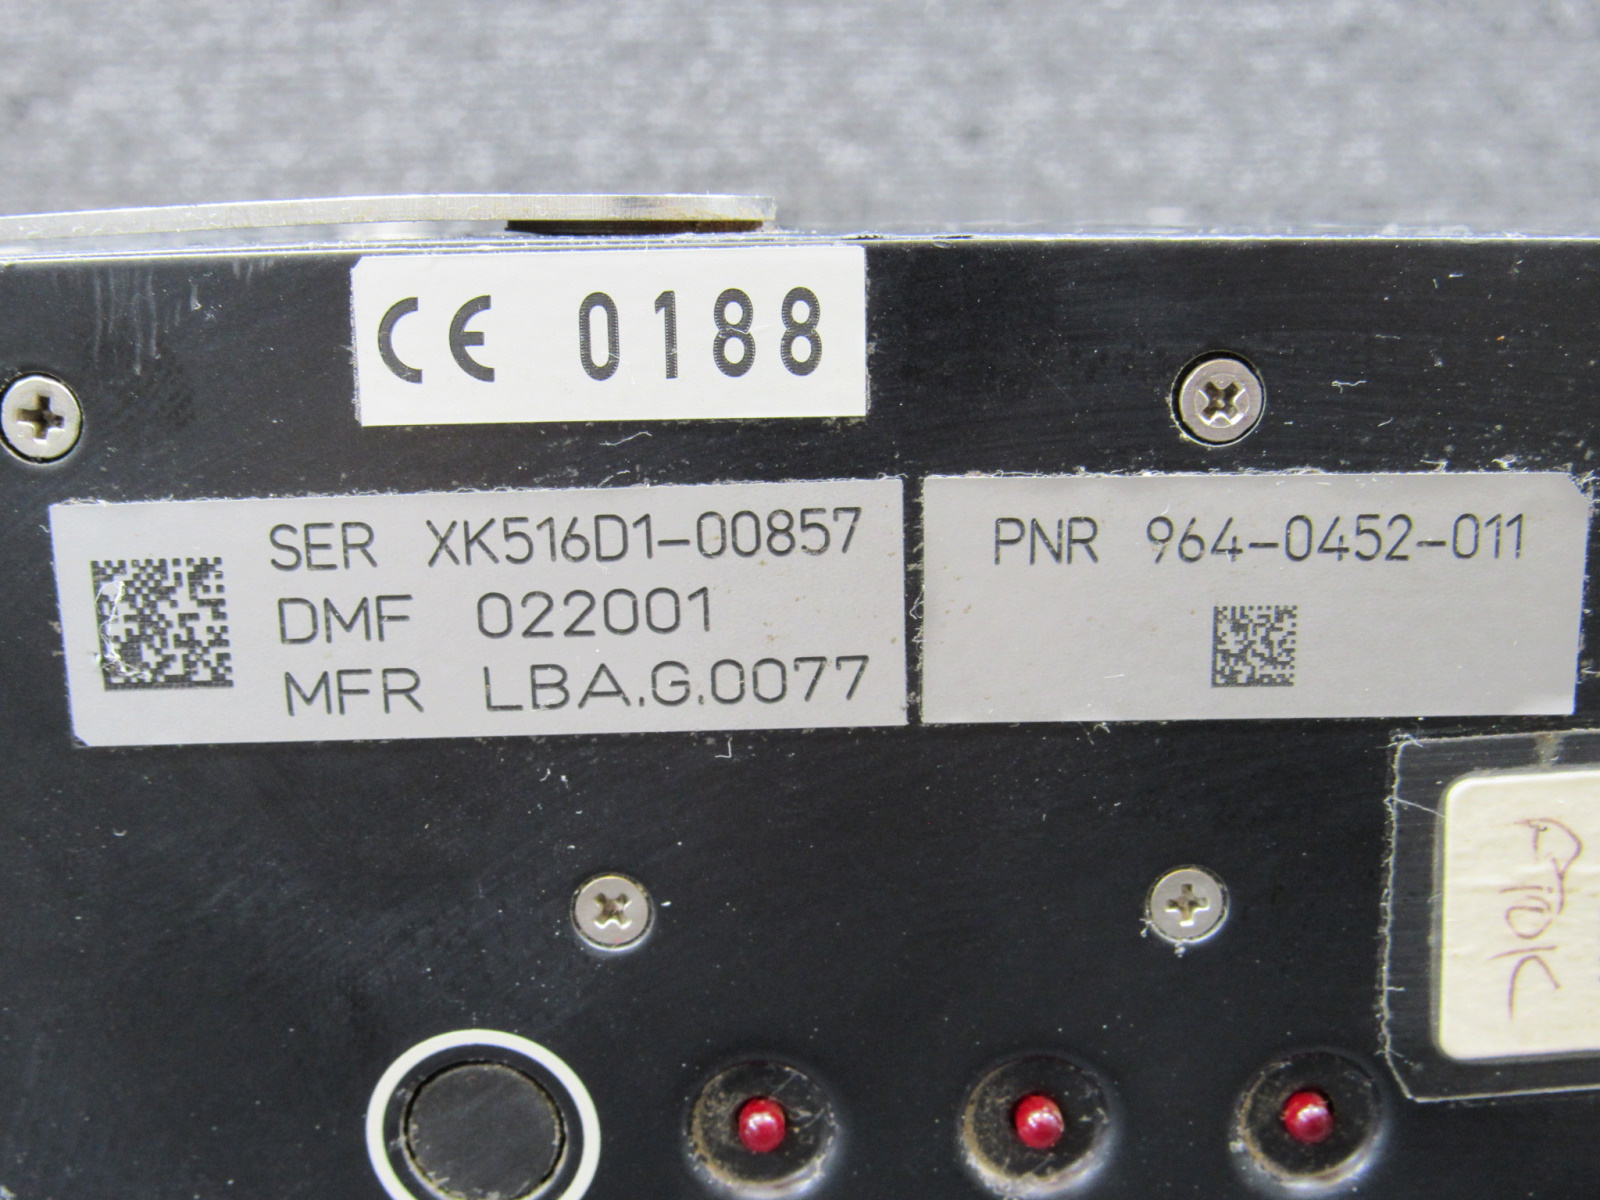 CE 0188
SER XK516D1-00857
DMF 022001
MFR LBA.G.0077
PNR 964-0452-011